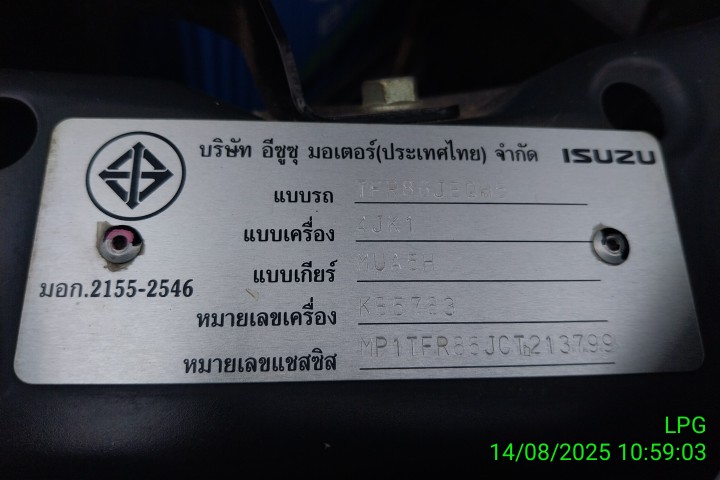 บริษัท อีซูซุ มอเตอร์(ประเทศไทย) จำกัด ISUZU
แบบรถ
แบบเครื่อง 4JK1
แบบเกียร์ MUA5H
มอก.2155-2546
หมายเลขเครื่อง
หมายเลขแชสซิส MP1TFR86JCT213799
LPG
14/08/2025 10:59:03